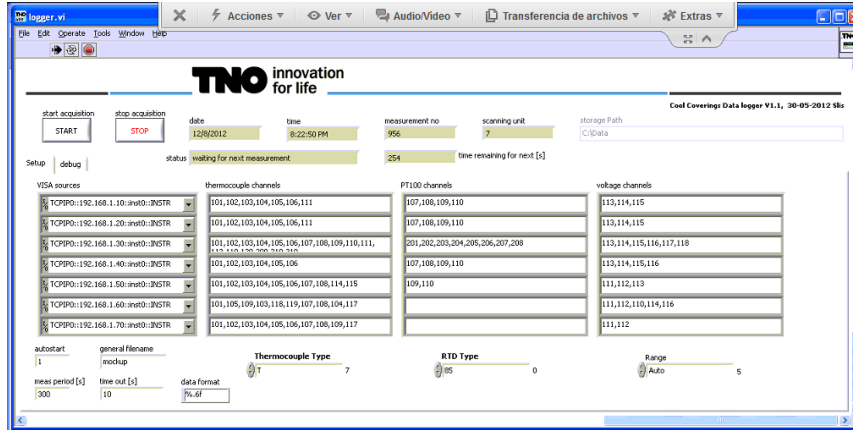 logger.vi
Acciones
Ver
Audio/Video
Transferencia de archivos
Extras
File Edit Operate Tools Window Help
TNO innovation
for life
Cool Coverings Data logger V1.1, 30-05-2012 Slis
start acquisition
stop acquisition
START
STOP
date
time
measurement no
scanning unit
storage Path
12/8/2012
8:22:50 PM
956
7
C:\Data
status
waiting for next measurement
254
time remaining for next [s]
Setup
debug
VISA sources
thermocouple channels
PT100 channels
voltage channels
TCPIP0::192.168.1.10::inst0::INSTR
101,102,103,104,105,106,111
107,108,109,110
113,114,115
TCPIP0::192.168.1.20::inst0::INSTR
101,102,103,104,105,106,111
107,108,109,110
113,114,115
TCPIP0::192.168.1.30::inst0::INSTR
101,102,103,104,105,106,107,108,109,110,111,
201,202,203,204,205,206,207,208
113,114,115,116,117,118
TCPIP0::192.168.1.40::inst0::INSTR
101,102,103,104,105,106
107,108,109,110
113,114,115,116
TCPIP0::192.168.1.50::inst0::INSTR
101,102,103,104,105,106,107,108,114,115
109,110
111,112,113
TCPIP0::192.168.1.60::inst0::INSTR
101,105,109,103,118,119,107,108,104,117
111,112,110,114,116
TCPIP0::192.168.1.70::inst0::INSTR
101,102,103,104,105,106,107,108,109,117
111,112
autostart
general filename
1
mockup
Thermocouple Type
RTD Type
Range
T
7
85
0
Auto
5
meas period [s]
time out [s]
data format
300
10
%.6f